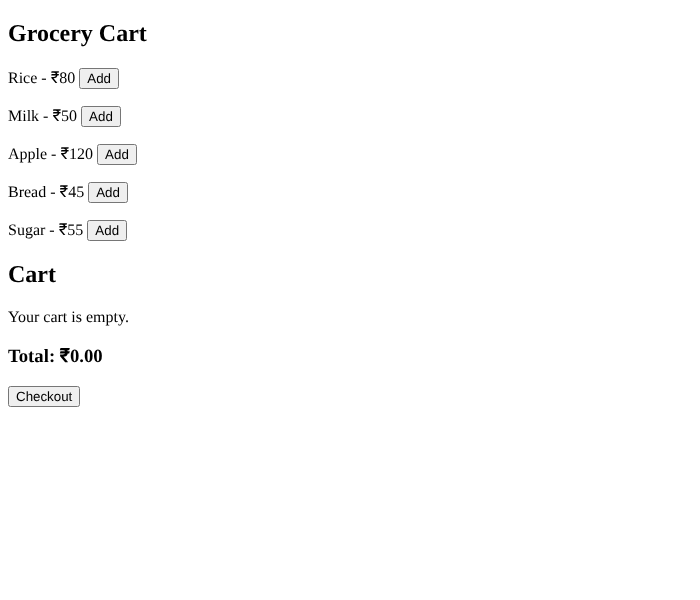 Grocery Cart
Rice - ₹80 Add
Milk - ₹50 Add
Apple - ₹120 Add
Bread - ₹45 Add
Sugar - ₹55 Add
Cart
Your cart is empty.
Total: ₹0.00
Checkout